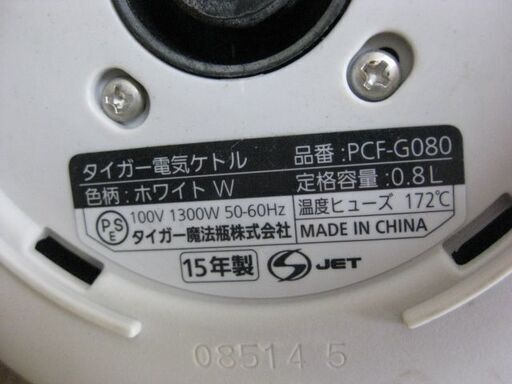 タイガー電気ケトル 品番:PCF-G080
色柄:ホワイト W 定格容量:0.8L
PSE 100V 1300W 50-60Hz 温度ヒューズ 172℃
タイガー魔法瓶株式会社 MADE IN CHINA
15年製 S JET
08514 5